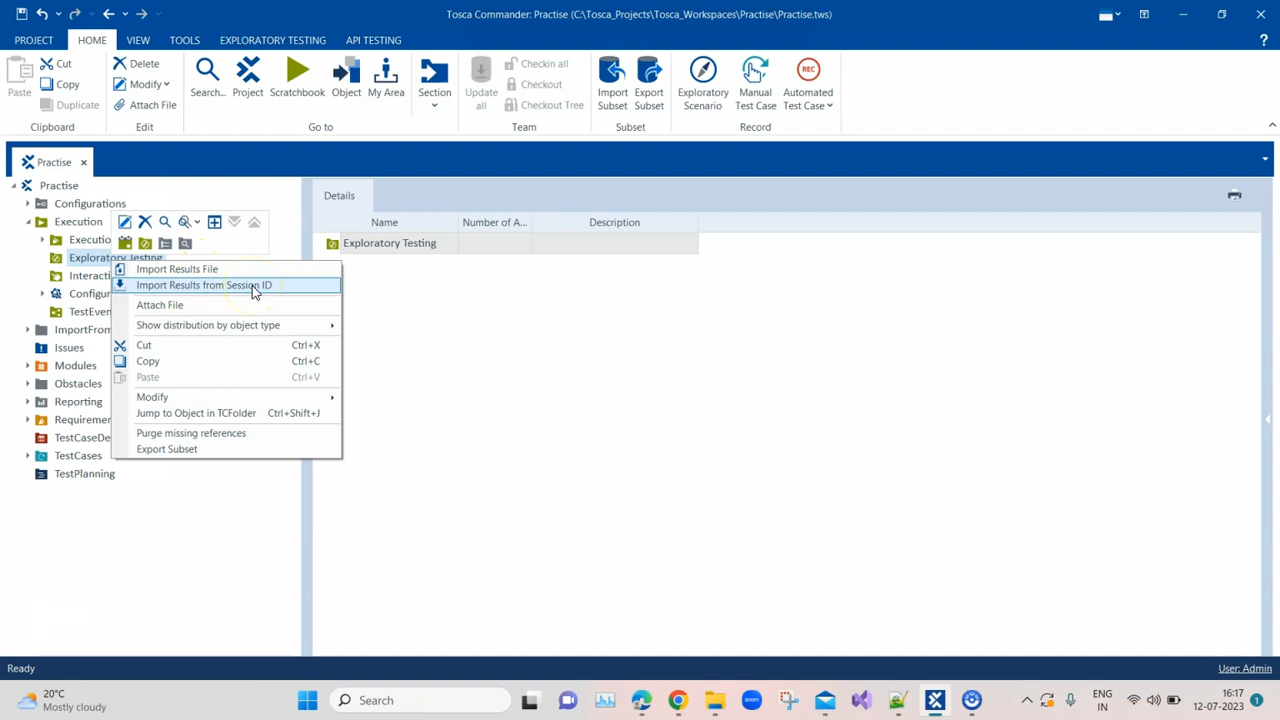 Tosca Commander: Practise (C:\Tosca_Projects\Tosca_Workspaces\Practise\Practise.tws)
PROJECT HOME VIEW TOOLS EXPLORATORY TESTING API TESTING
Paste
Cut
Copy
Duplicate
Clipboard
Delete
Modify
Attach File
Edit
Search...
Project
Scratchbook
Object
My Area
Section
Go to
Update all
Checkin all
Checkout
Checkout Tree
Team
Import Subset
Export Subset
Subset
Exploratory Scenario
Manual Test Case
REC
Automated Test Case
Record
Practise
Practise
Configurations
Execution
Executio
Exploratory Testing
Interacti
Configur
TestEven
ImportFrom
Issues
Modules
Obstacles
Reporting
Requireme
TestCaseDe
TestCases
TestPlanning
Import Results File
Import Results from Session ID
Attach File
Show distribution by object type
Cut Ctrl+X
Copy Ctrl+C
Paste Ctrl+V
Modify
Jump to Object in TCFolder Ctrl+Shift+J
Purge missing references
Export Subset
Details
Name Number of A... Description
Exploratory Testing
Ready
User: Admin
20°C
Mostly cloudy
Search
zoom
ENG
IN
16:17
12-07-2023
1